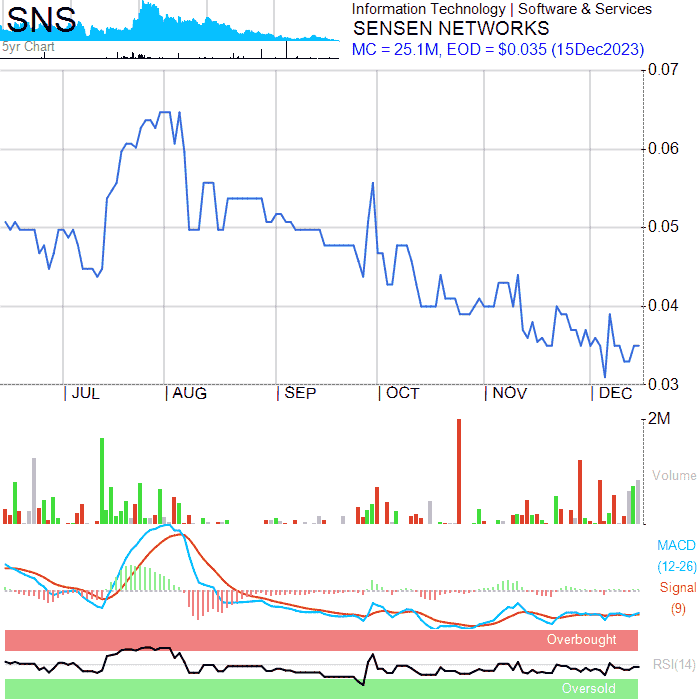 SNS
5yr Chart
Information Technology | Software & Services
SENSEN NETWORKS
MC = 25.1M, EOD = $0.035 (15Dec2023)
0.07
0.06
0.05
0.04
0.03
JUL AUG SEP OCT NOV DEC
2M
Volume
MACD
(12-26)
Signal
(9)
Overbought
RSI(14)
Oversold